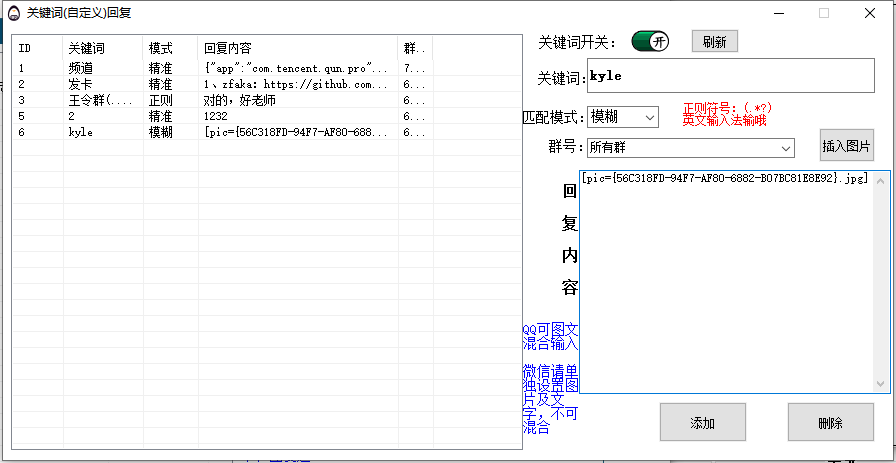 关键词(自定义)回复
ID 关键词 模式 回复内容 群..
1 频道 精准 {"app":"com.tencent.qun.pro"... 7...
2 发卡 精准 1、zfaka: https://github.com... 6...
3 王令群(.... 正则 对的，好老师 6...
5 2 精准 1232 6...
6 kyle 模糊 [pic={56C318FD-94F7-AF80-688... 6...
关键词开关： 开 刷新
关键词: kyle
匹配模式： 模糊
正则符号：(.*?)
英文输入法输哦
群号： 所有群
插入图片
回复内容
[pic={56C318FD-94F7-AF80-6882-B07BC81E8E92}.jpg]
QQ可图文
混合输入
微信请单
独设置图
片及文
字，不可
混合
添加 删除